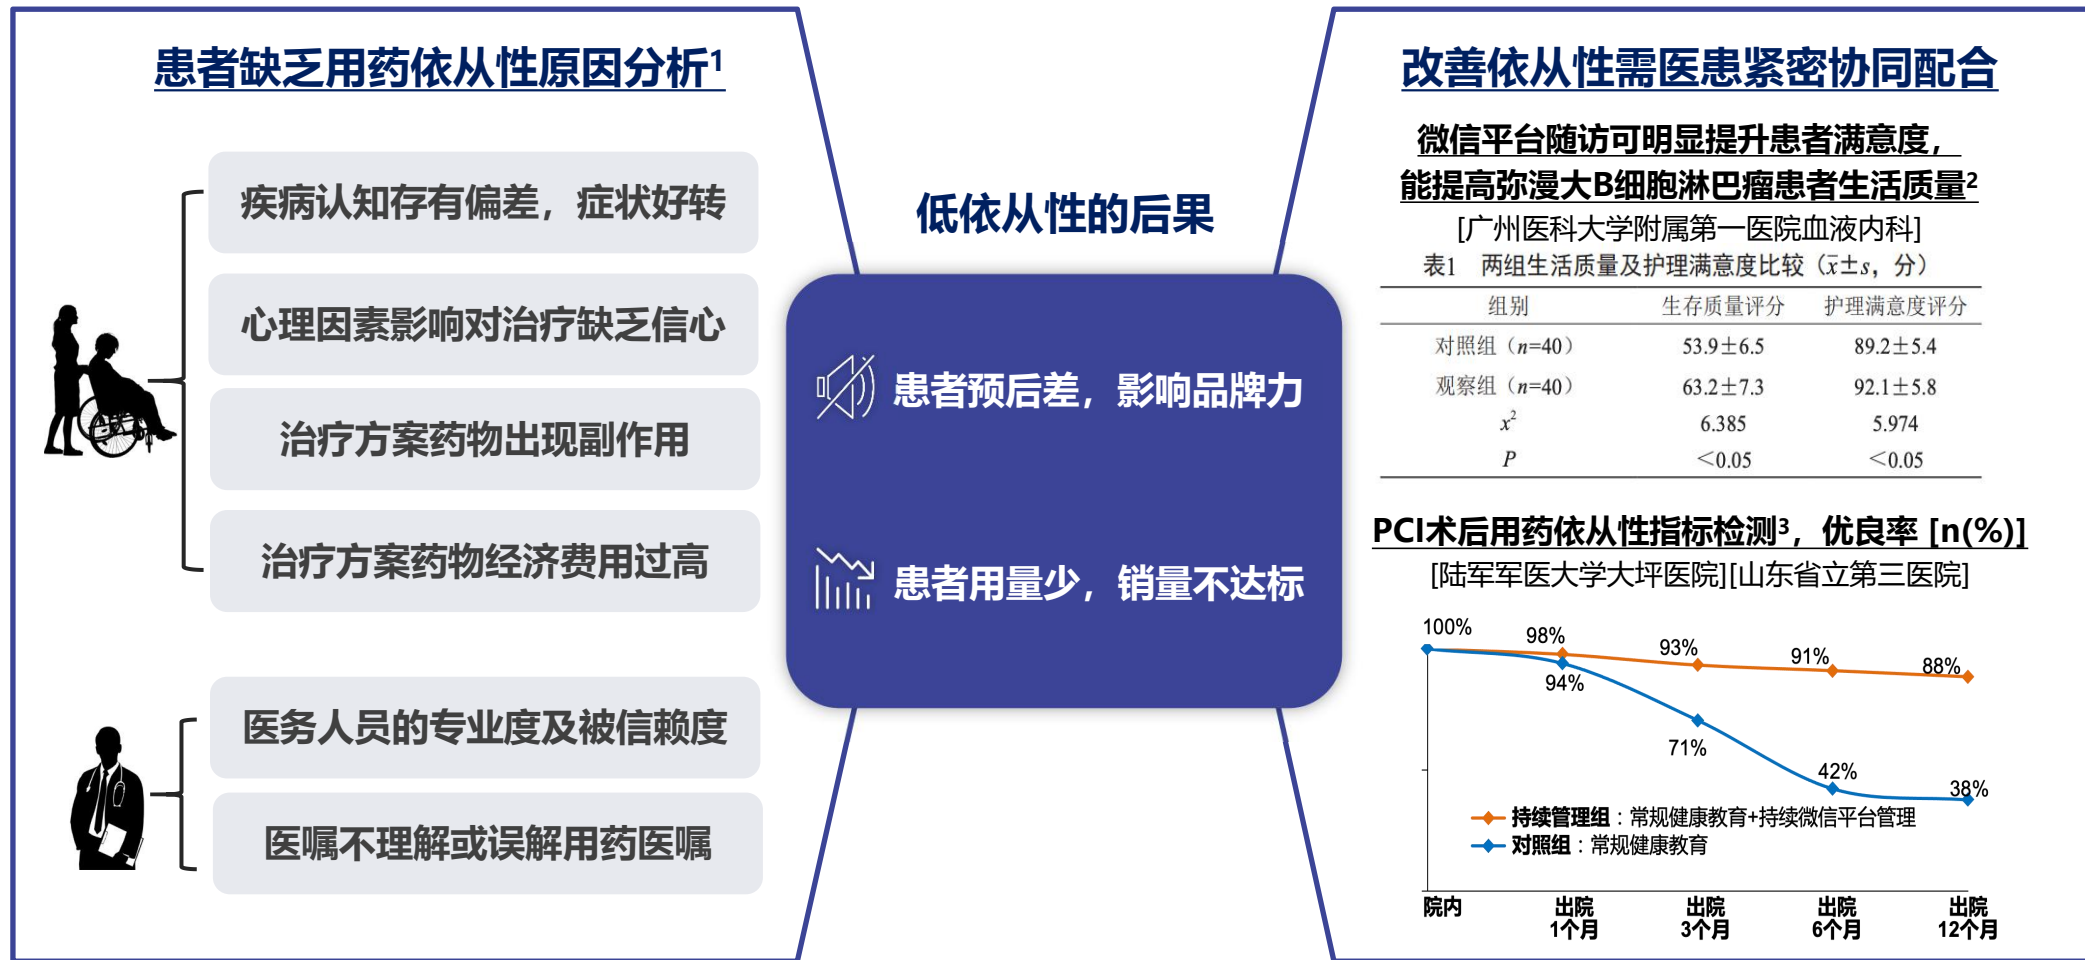 患者缺乏用药依从性原因分析1
疾病认知存有偏差，症状好转
心理因素影响对治疗缺乏信心
治疗方案药物出现副作用
治疗方案药物经济费用过高
医务人员的专业度及被信赖度
医嘱不理解或误解用药医嘱
低依从性的后果
患者预后差，影响品牌力
患者用量少，销量不达标
改善依从性需医患紧密协同配合
微信平台随访可明显提升患者满意度，
能提高弥漫大B细胞淋巴瘤患者生活质量2
[广州医科大学附属第一医院血液内科]
表1 两组生活质量及护理满意度比较（x̄±s，分）
组别 生存质量评分 护理满意度评分
对照组（n=40） 53.9±6.5 89.2±5.4
观察组（n=40） 63.2±7.3 92.1±5.8
x² 6.385 5.974
P ＜0.05 ＜0.05
PCI术后用药依从性指标检测3，优良率 [n(%)]
[陆军军医大学大坪医院][山东省立第三医院]
100% 98% 93% 91% 88%
94% 71% 42% 38%
持续管理组：常规健康教育+持续微信平台管理
对照组：常规健康教育
院内 出院 出院 出院 出院
1个月 3个月 6个月 12个月